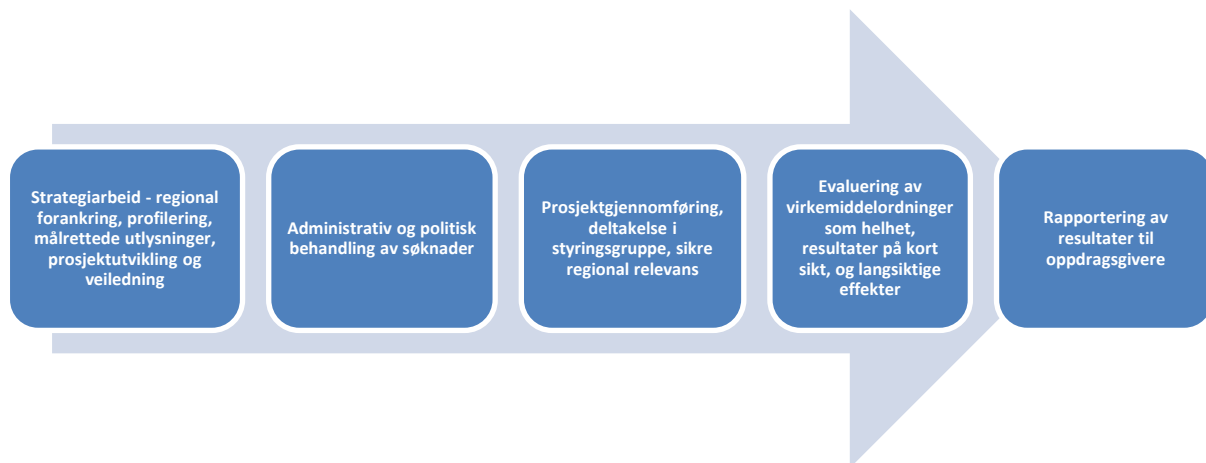 Strategiarbeid - regional
forankring, profilering,
målrettede utlysninger,
prosjektutvikling og
veiledning
Administrativ og politisk
behandling av søknader
Prosjektgjennomføring,
deltakelse i
styringsgruppe, sikre
regional relevans
Evaluering av
virkemiddelordninger
som helhet,
resultater på kort
sikt, og langsiktige
effekter
Rapportering av
resultater til
oppdragsgivere